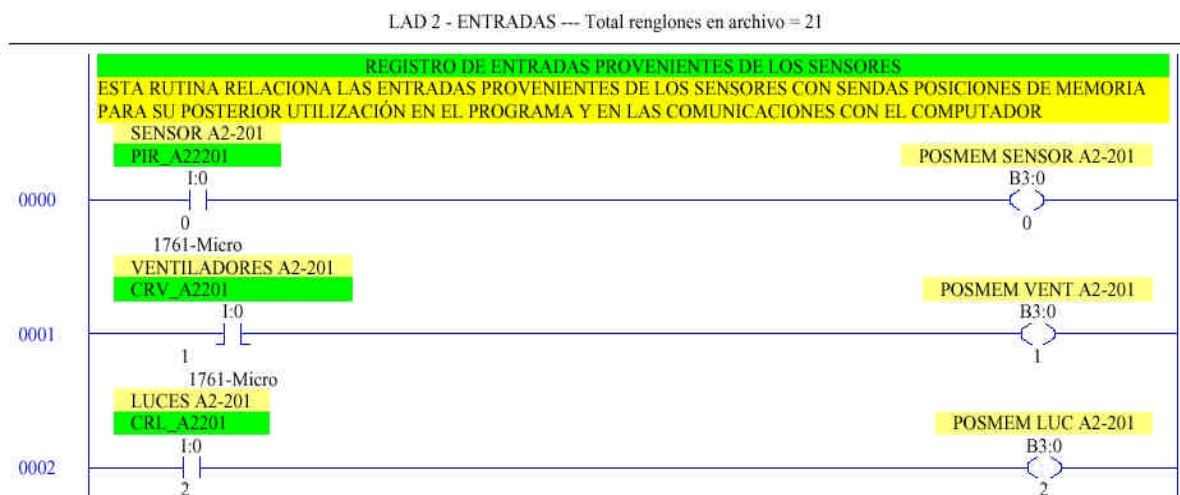 LAD 2 - ENTRADAS --- Total renglones en archivo = 21
REGISTRO DE ENTRADAS PROVENIENTES DE LOS SENSORES
ESTA RUTINA RELACIONA LAS ENTRADAS PROVENIENTES DE LOS SENSORES CON SENDAS POSICIONES DE MEMORIA
PARA SU POSTERIOR UTILIZACIÓN EN EL PROGRAMA Y EN LAS COMUNICACIONES CON EL COMPUTADOR
SENSOR A2-201
PIR_A22201 POSMEM SENSOR A2-201
I:0 B3:0
0000
0 0
1761-Micro
VENTILADORES A2-201
CRV_A2201 POSMEM VENT A2-201
I:0 B3:0
0001
1 1
1761-Micro
LUCES A2-201
CRL_A2201 POSMEM LUC A2-201
I:0 B3:0
0002
2 2